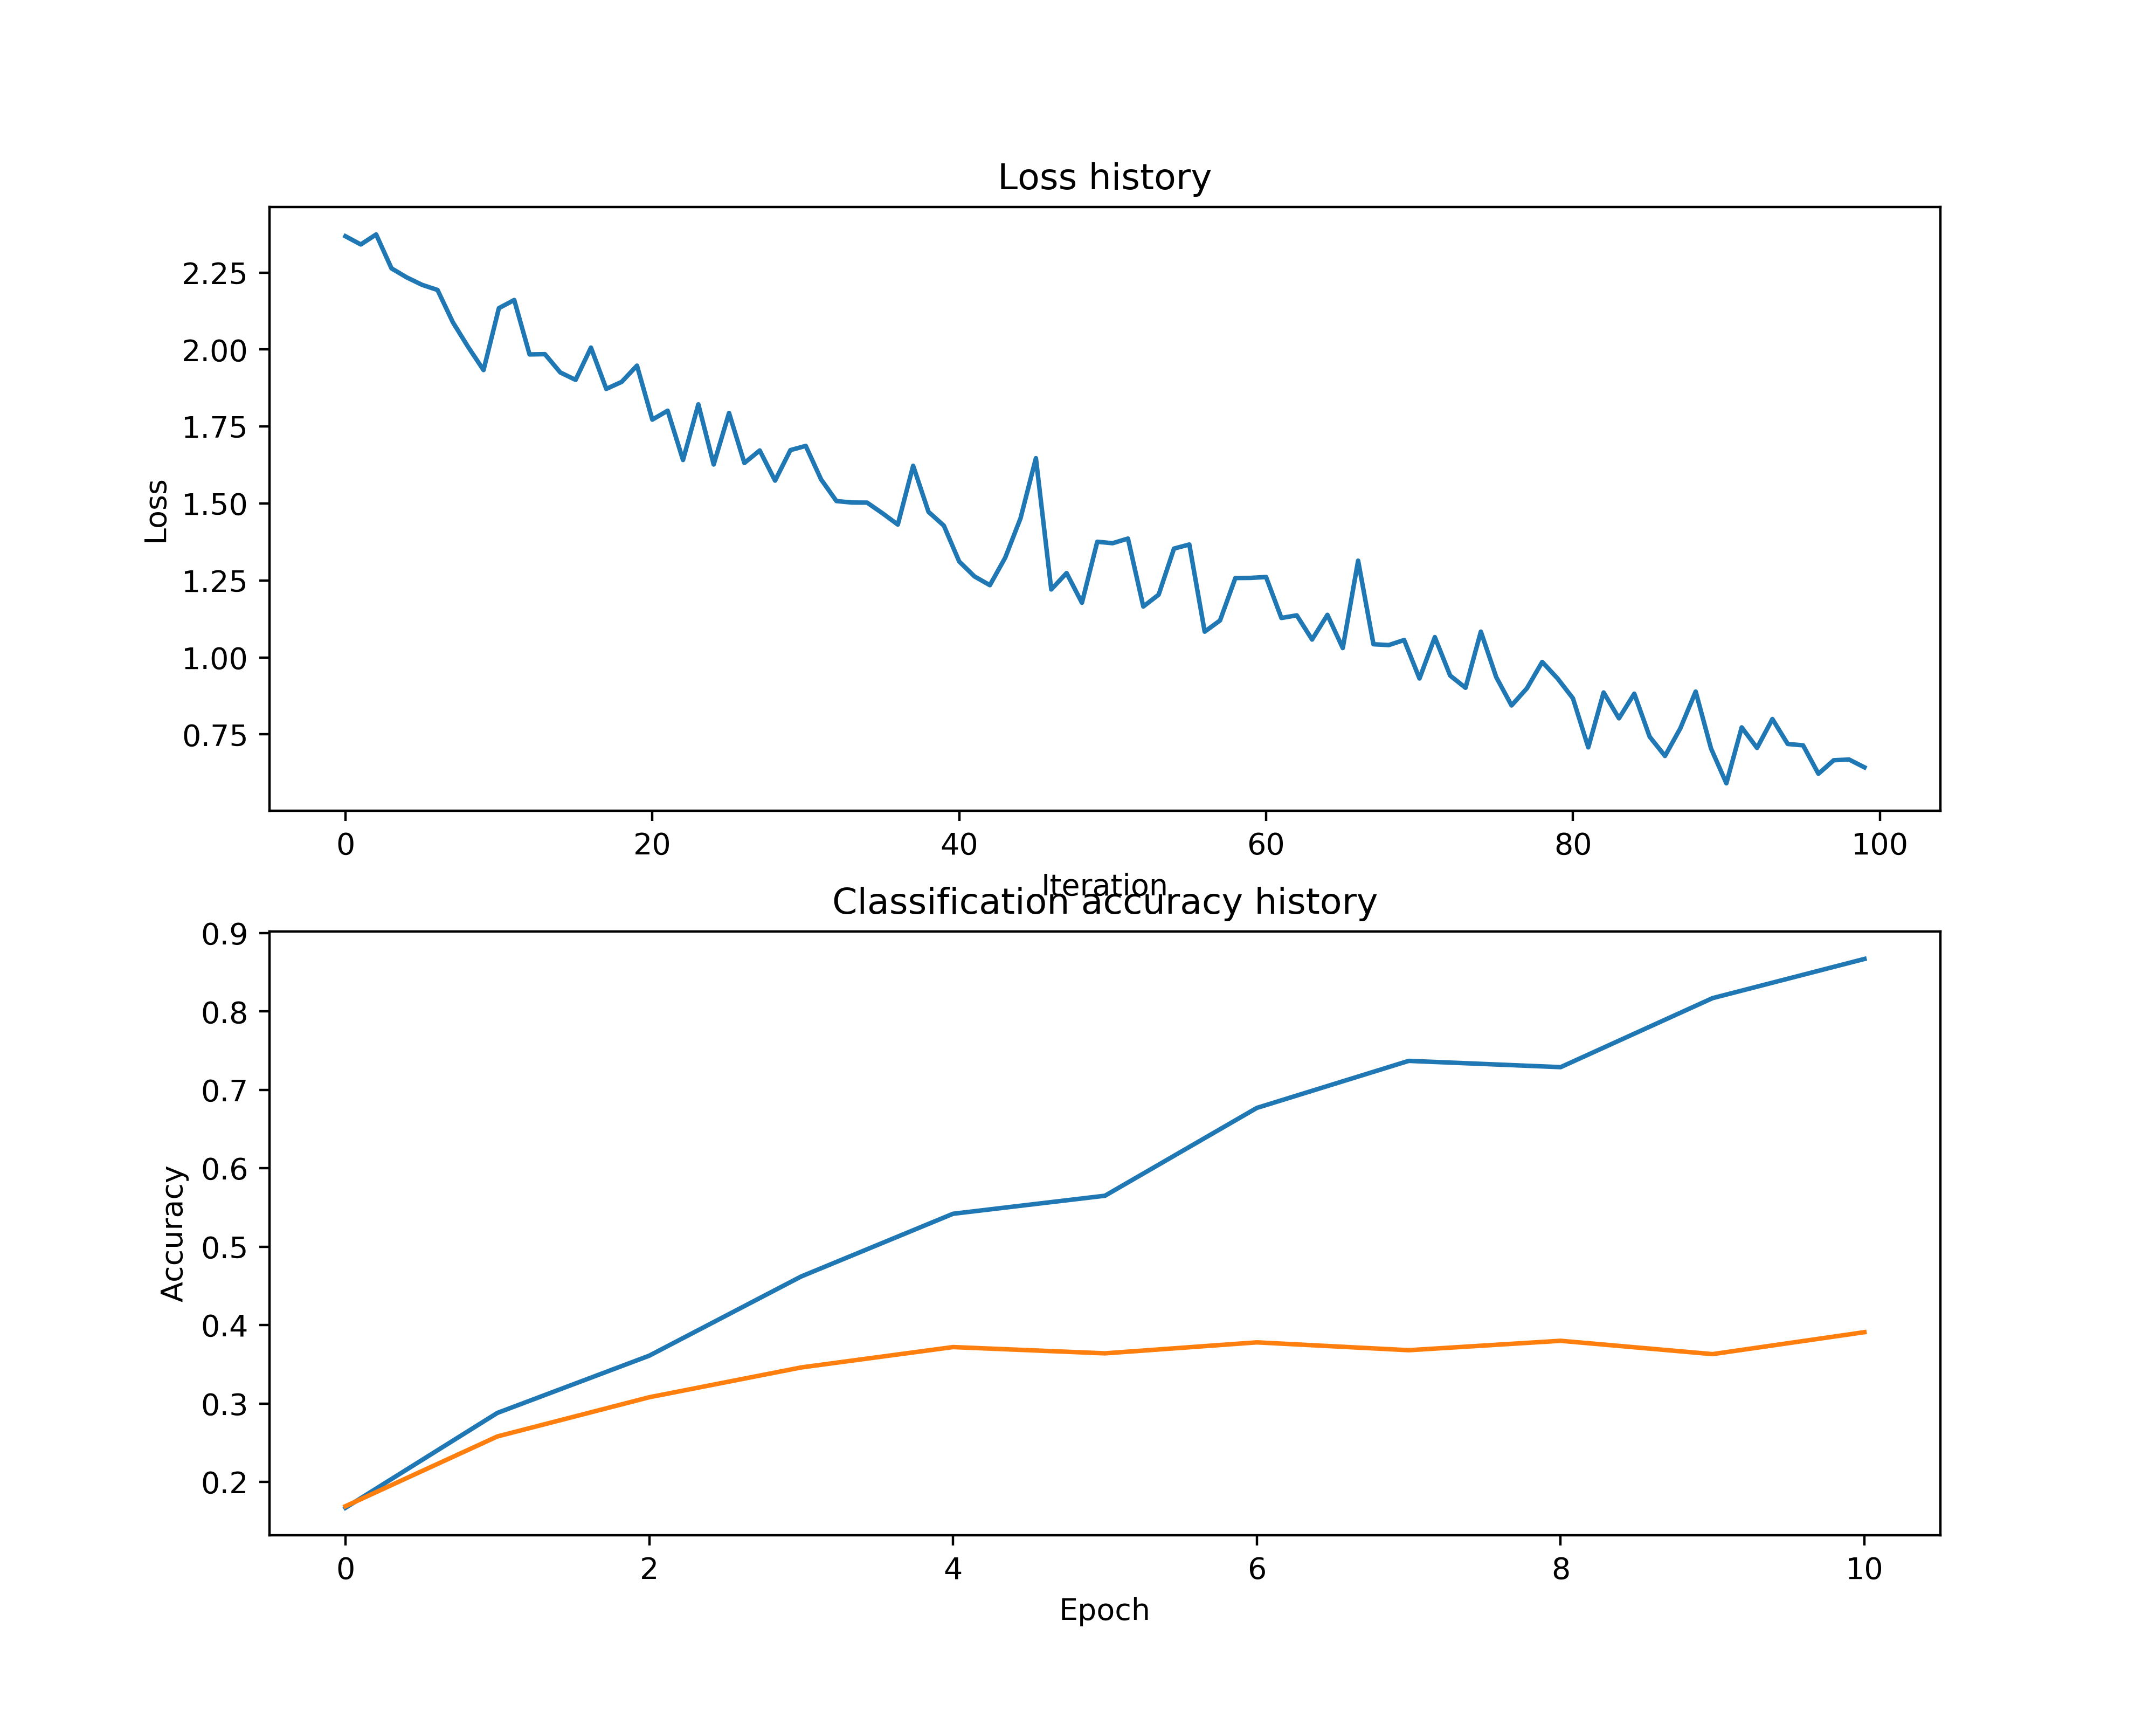 Loss history
Loss
2.25
2.00
1.75
1.50
1.25
1.00
0.75
0 20 40 60 80 100
Iteration
Classification accuracy history
Accuracy
0.9
0.8
0.7
0.6
0.5
0.4
0.3
0.2
0 2 4 6 8 10
Epoch